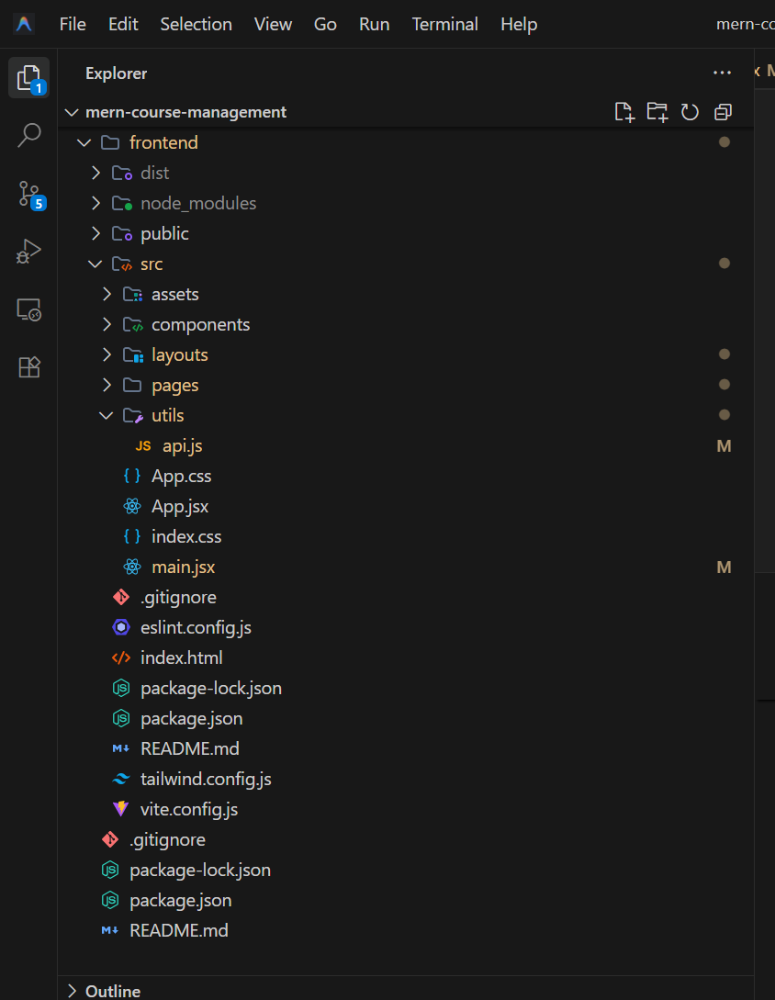 File Edit Selection View Go Run Terminal Help mern-co
Explorer
1
mern-course-management
frontend
dist
node_modules
5
public
src
assets
components
layouts
pages
utils
JS api.js M
App.css
App.jsx
index.css
main.jsx M
.gitignore
eslint.config.js
index.html
package-lock.json
package.json
M↓ README.md
tailwind.config.js
vite.config.js
.gitignore
package-lock.json
package.json
M↓ README.md
Outline